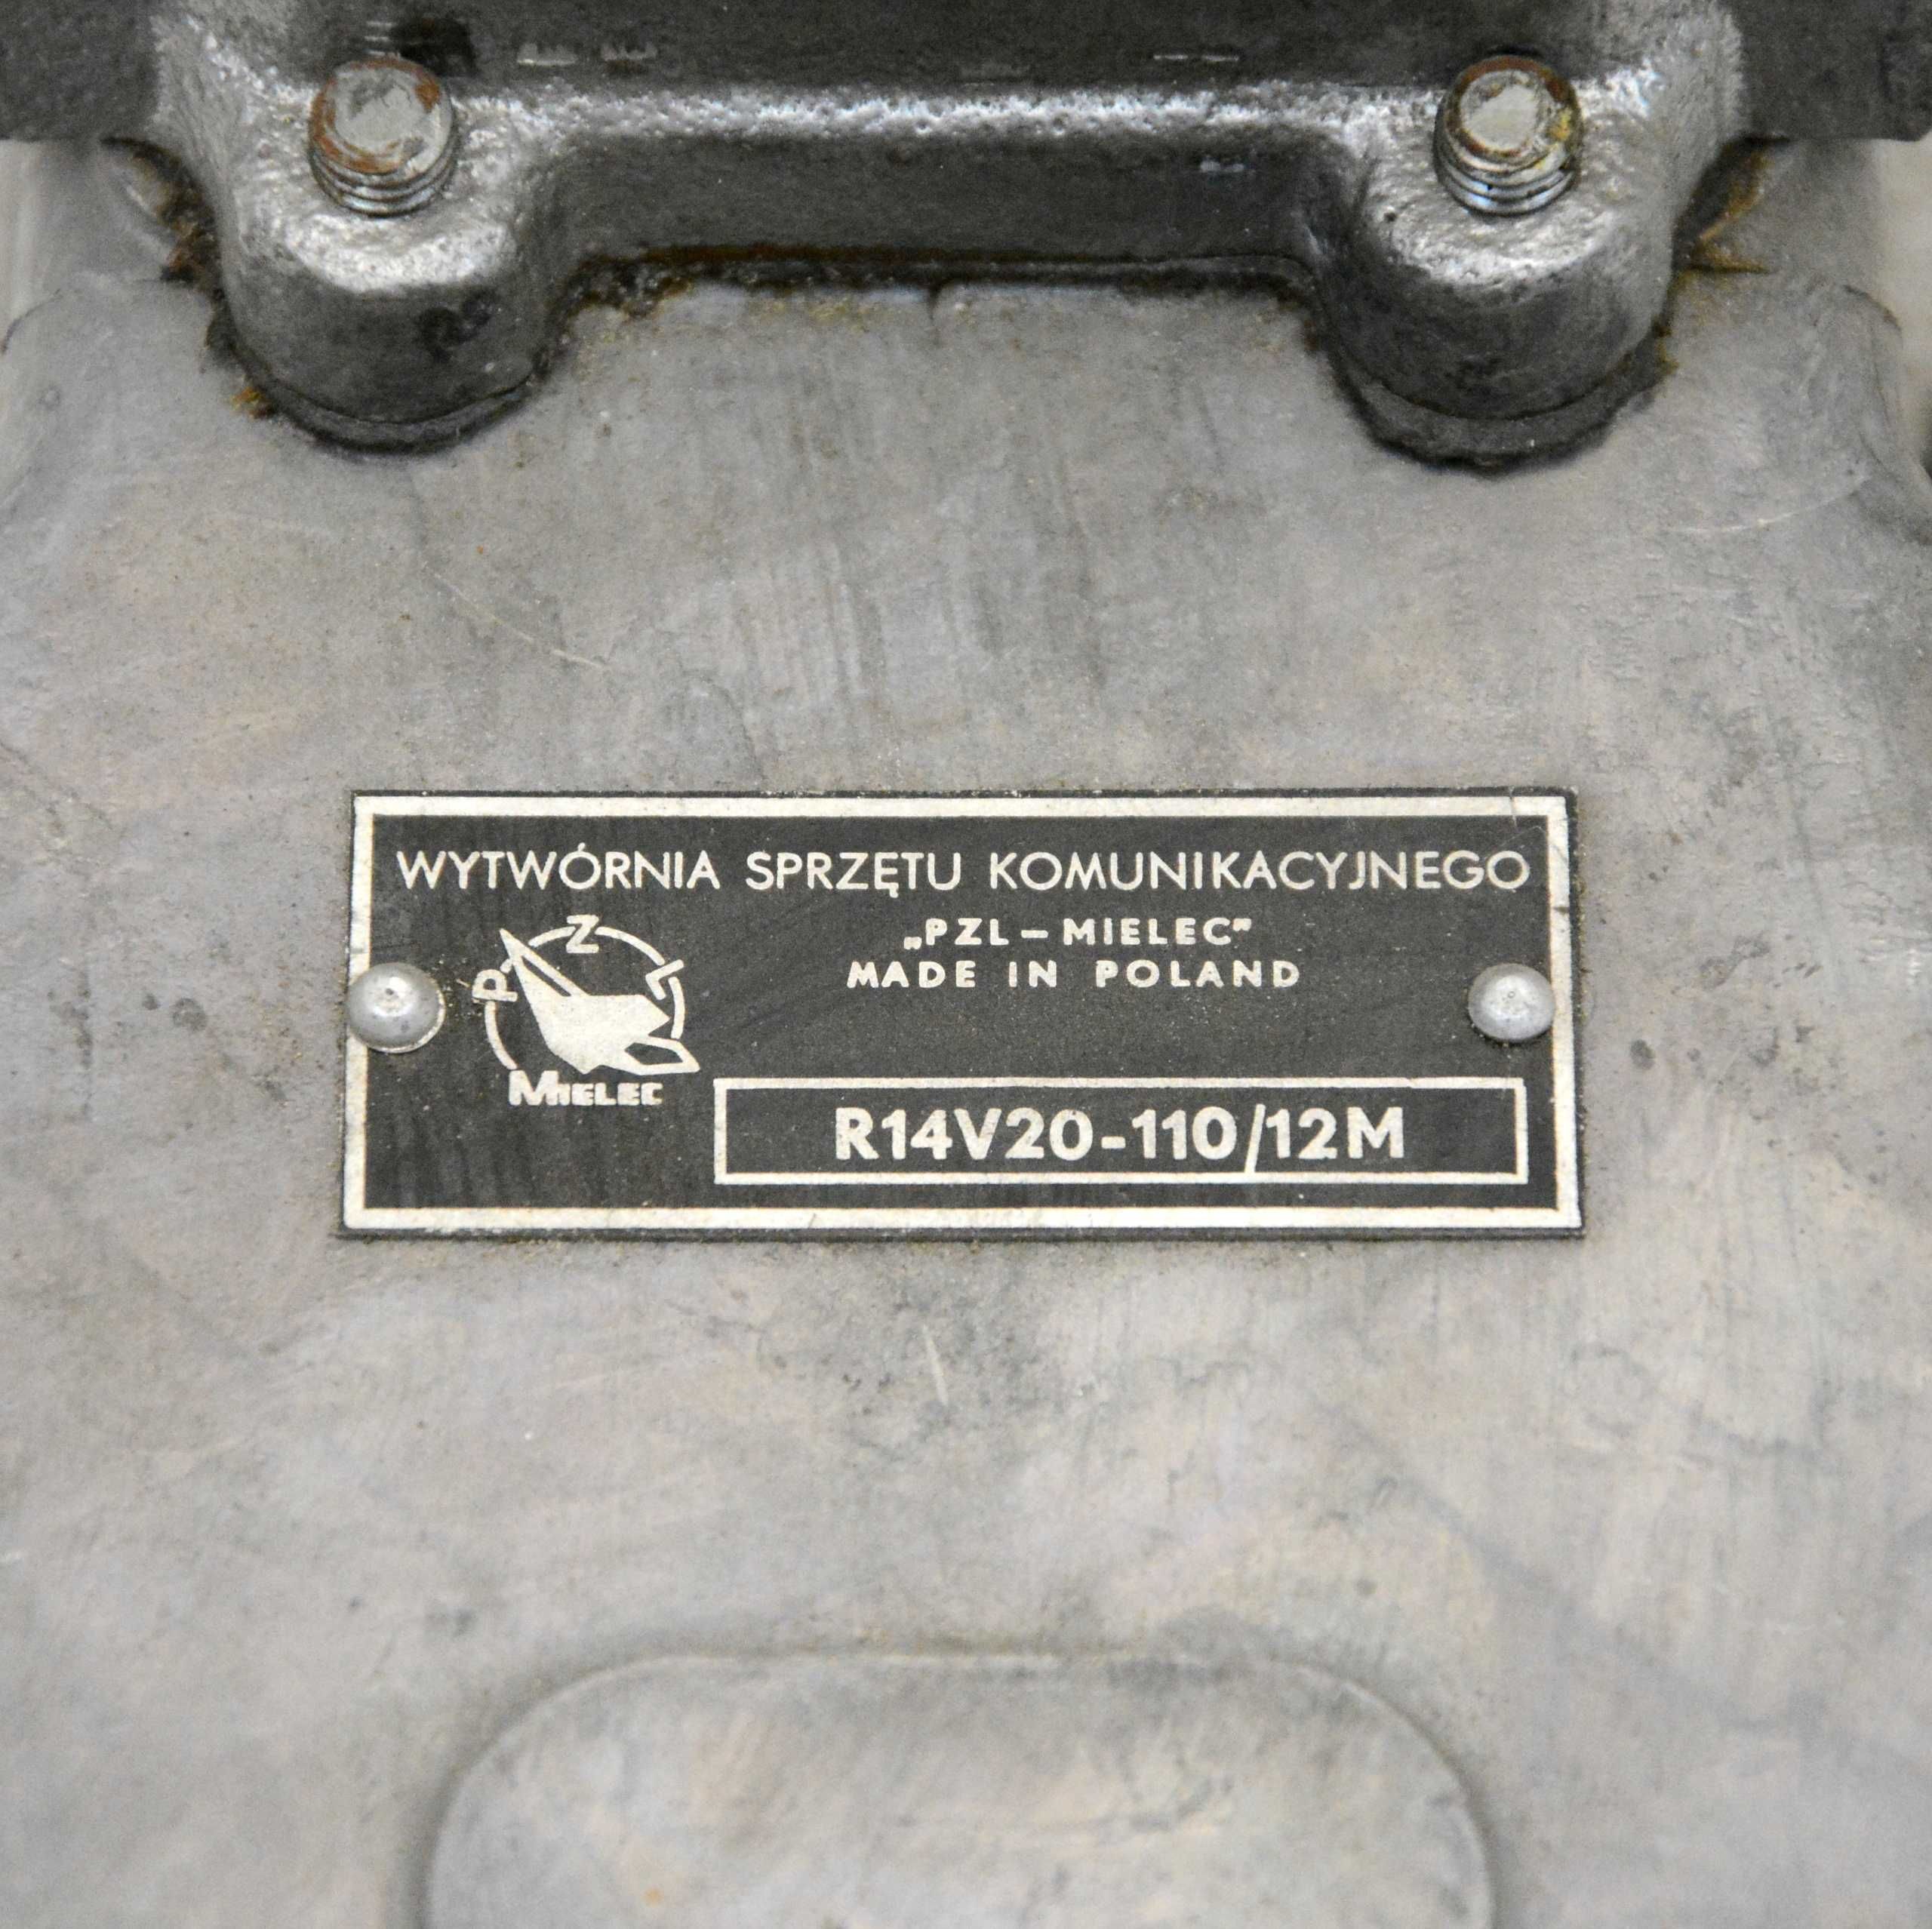 WYTWÓRNIA SPRZĘTU KOMUNIKACYJNEGO
„PZL-MIELEC"
MADE IN POLAND
PZL
MIELEC
R14V20-110/12M